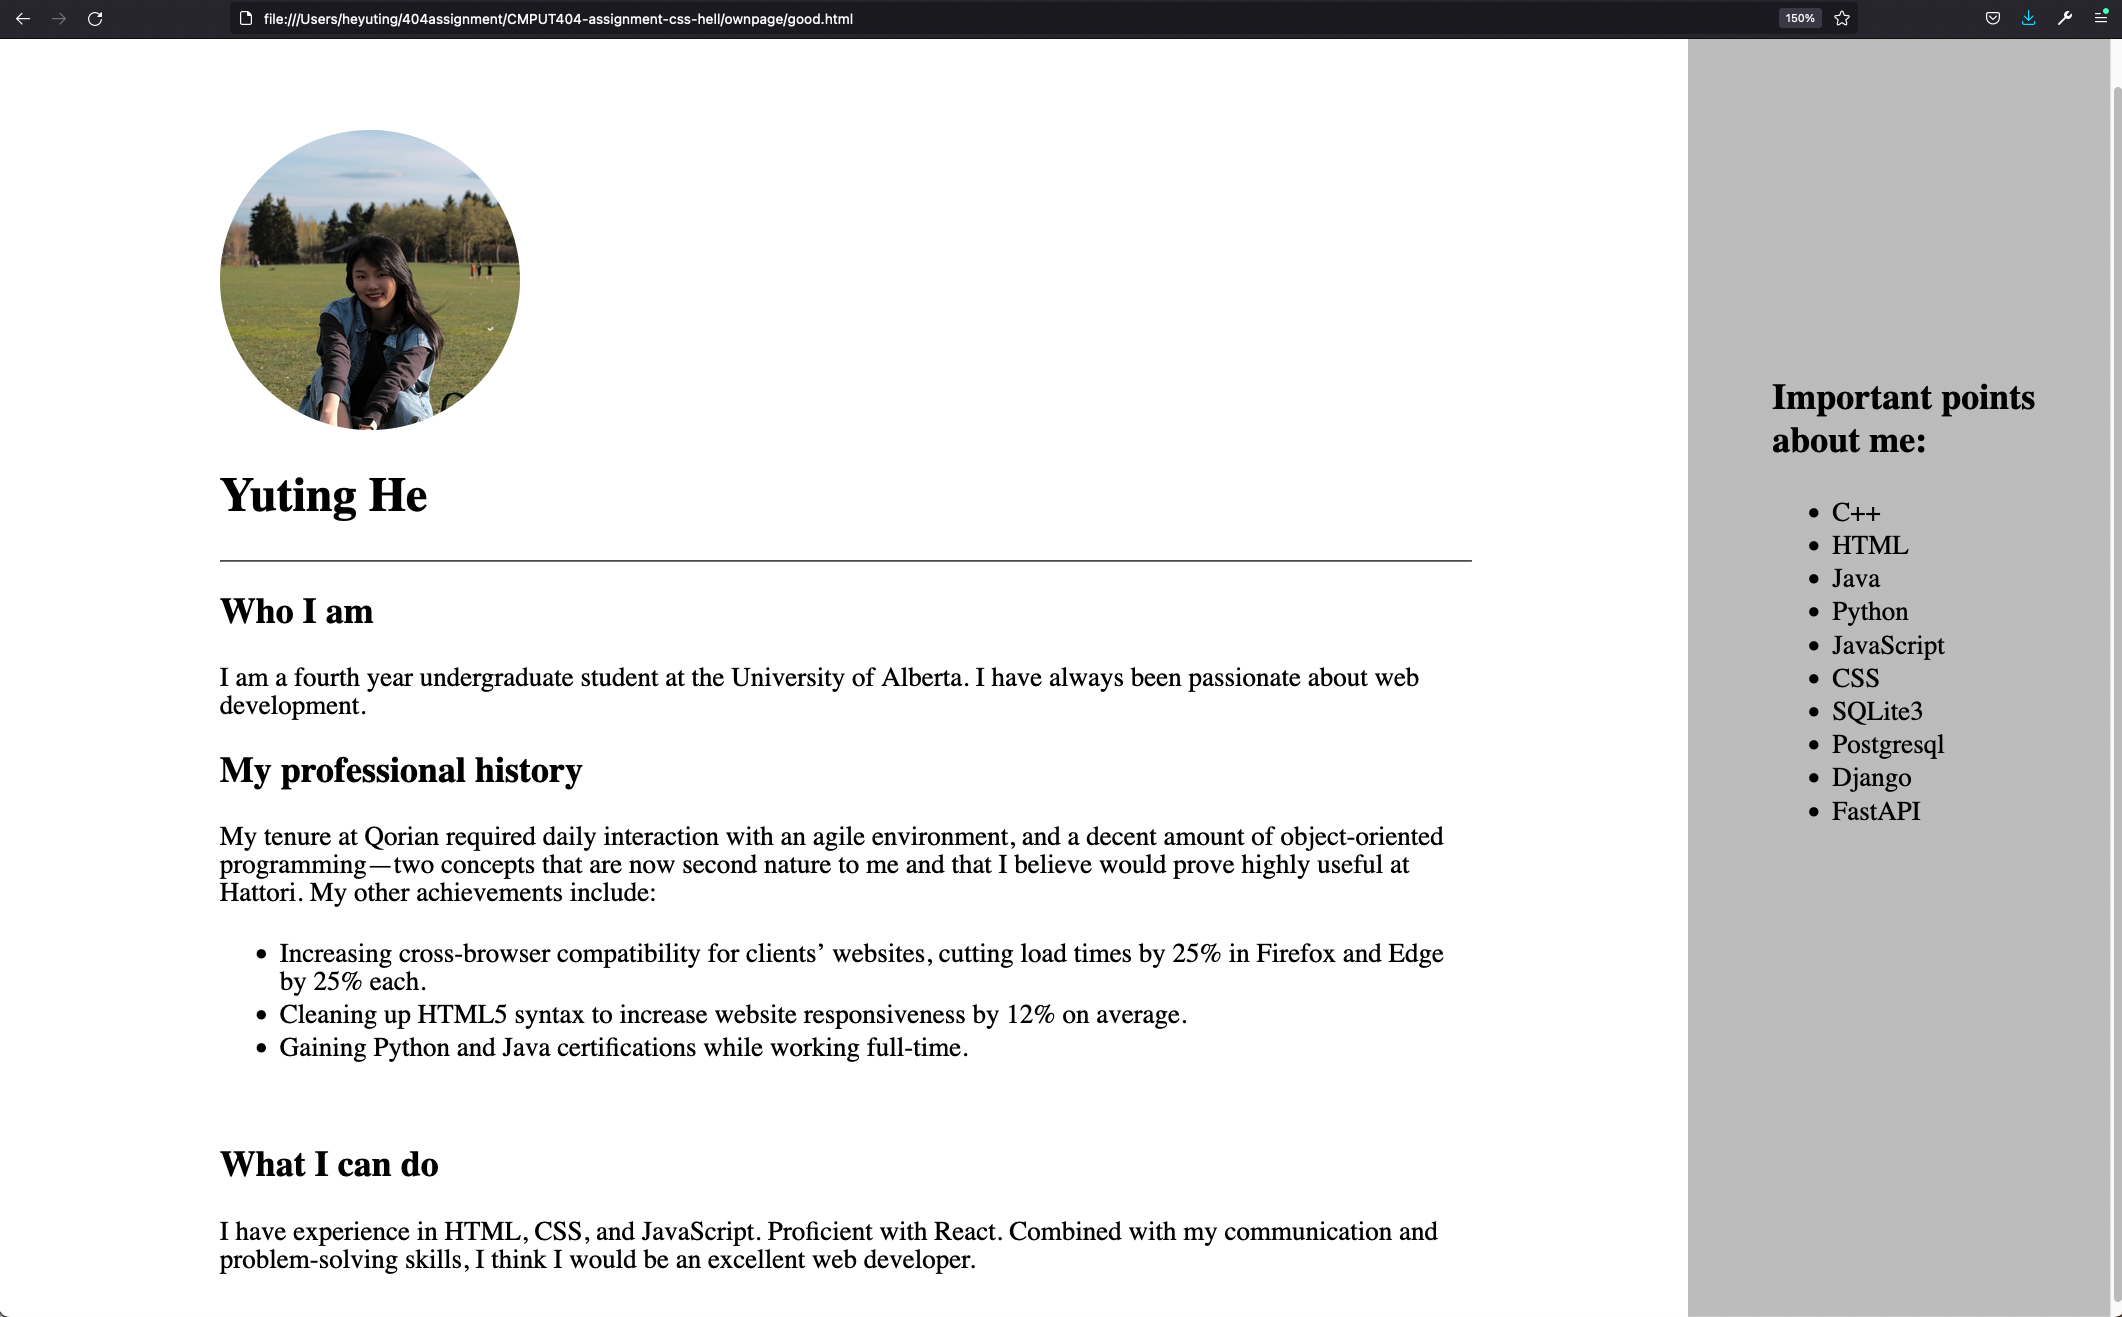 file:///Users/heyuting/404assignment/CMPUT404-assignment-css-hell/ownpage/good.html
150%
Yuting He
Who I am
I am a fourth year undergraduate student at the University of Alberta. I have always been passionate about web
development.
My professional history
My tenure at Qorian required daily interaction with an agile environment, and a decent amount of object-oriented
programming—two concepts that are now second nature to me and that I believe would prove highly useful at
Hattori. My other achievements include:
• Increasing cross-browser compatibility for clients’ websites, cutting load times by 25% in Firefox and Edge
by 25% each.
• Cleaning up HTML5 syntax to increase website responsiveness by 12% on average.
• Gaining Python and Java certifications while working full-time.
What I can do
I have experience in HTML, CSS, and JavaScript. Proficient with React. Combined with my communication and
problem-solving skills, I think I would be an excellent web developer.
Important points
about me:
• C++
• HTML
• Java
• Python
• JavaScript
• CSS
• SQLite3
• Postgresql
• Django
• FastAPI